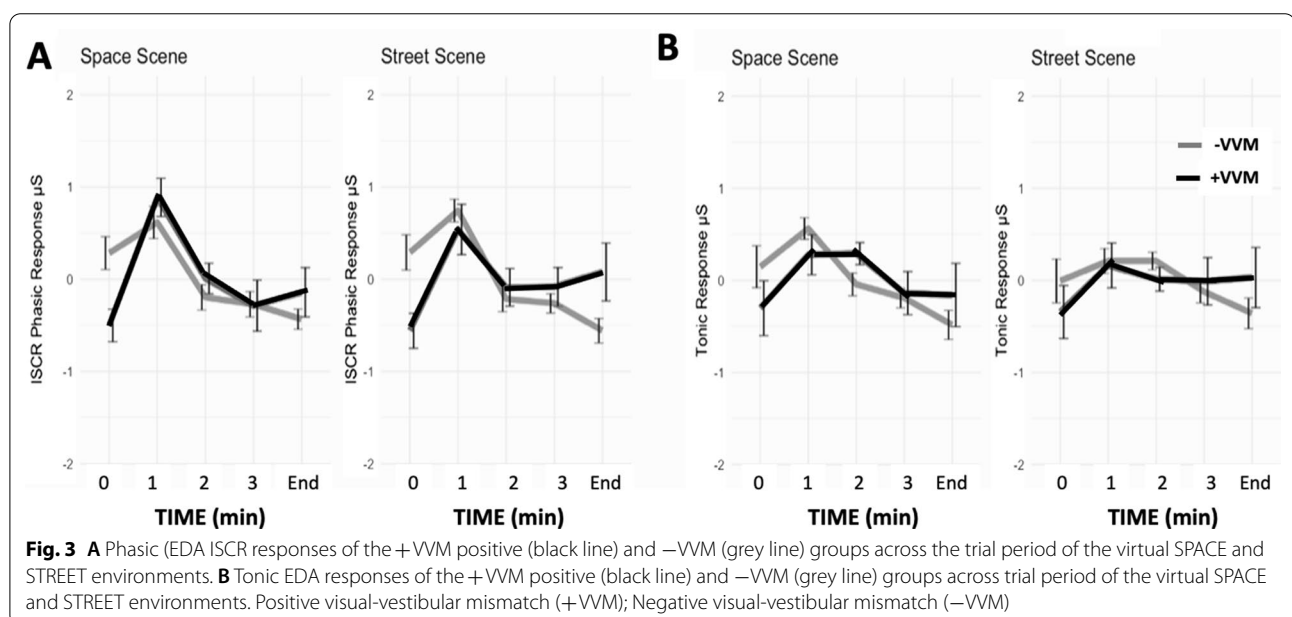 A
Space Scene
Street Scene
B
Space Scene
Street Scene
ISCR Phasic Response µS
2
1
0
-1
-2
ISCR Phasic Response µS
2
1
0
-1
-2
Tonic Response µS
2
1
0
-1
-2
Tonic Response µS
2
1
0
-1
-2
-VVM
+VVM
0 1 2 3 End
0 1 2 3 End
0 1 2 3 End
0 1 2 3 End
TIME (min)
TIME (min)
TIME (min)
TIME (min)
Fig. 3 A Phasic (EDA ISCR responses of the +VVM positive (black line) and −VVM (grey line) groups across the trial period of the virtual SPACE and
STREET environments. B Tonic EDA responses of the +VVM positive (black line) and −VVM (grey line) groups across trial period of the virtual SPACE
and STREET environments. Positive visual-vestibular mismatch (+VVM); Negative visual-vestibular mismatch (−VVM)